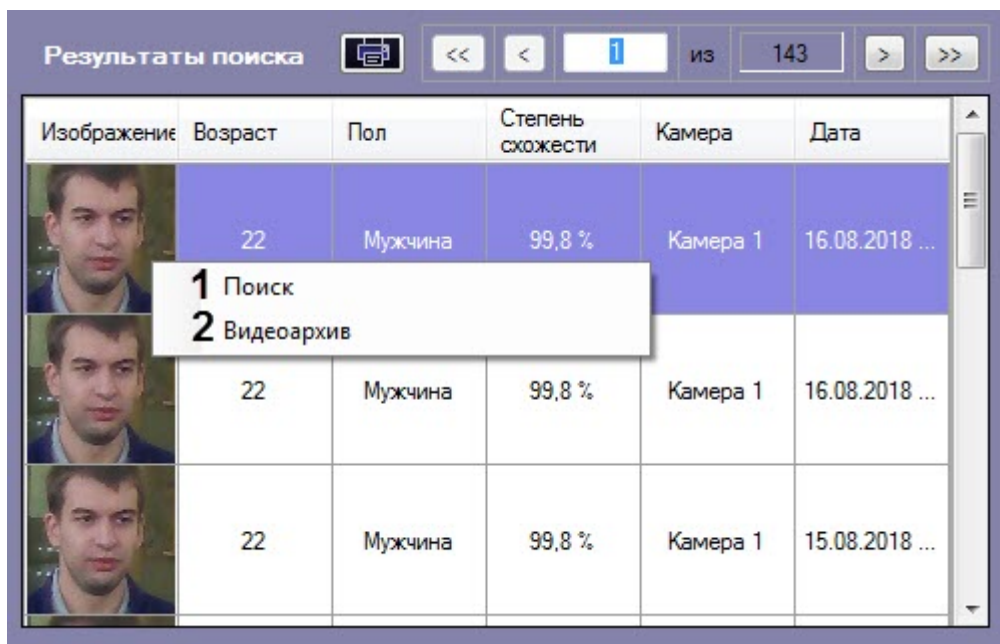 Результаты поиска << < 1 из 143 > >>
Изображение Возраст Пол Степень схожести Камера Дата
22 Мужчина 99,8 % Камера 1 16.08.2018 ...
1 Поиск
2 Видеоархив
22 Мужчина 99,8 % Камера 1 16.08.2018 ...
22 Мужчина 99,8 % Камера 1 15.08.2018 ...